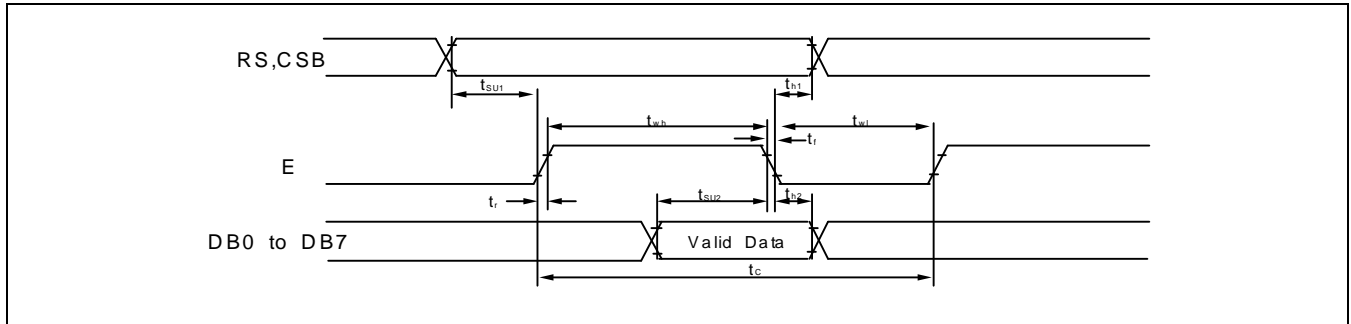 RS,CSB
tSU1
th1
twh
twl
tf
E
tr
tSU2
th2
DB0 to DB7
Valid Data
tC